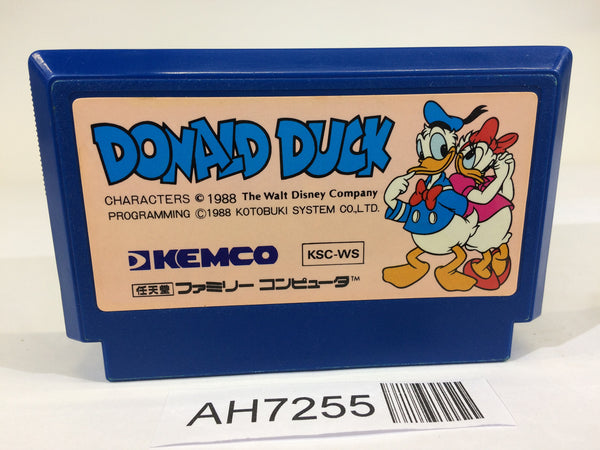 DONALD DUCK
CHARACTERS © 1988 The Walt Disney Company
PROGRAMMING ©1988 KOTOBUKI SYSTEM CO.,LTD.
KEMCO
KSC-WS
任天堂 ファミリー コンピュータ™
AH7255